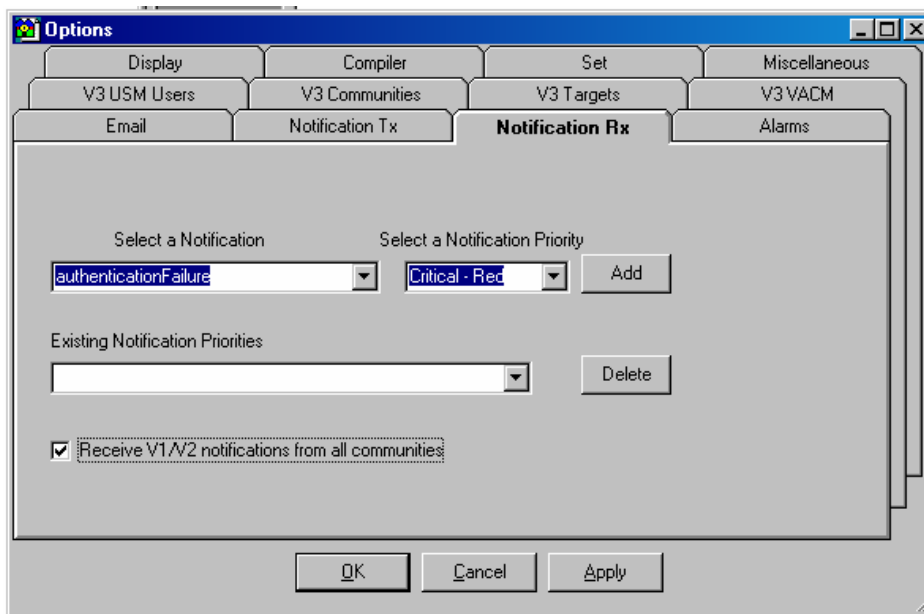 Options
Display Compiler Set Miscellaneous
V3 USM Users V3 Communities V3 Targets V3 VACM
Email Notification Tx Notification Rx Alarms
Select a Notification Select a Notification Priority
authenticationFailure Critical - Red Add
Existing Notification Priorities
Delete
Receive V1/V2 notifications from all communities
OK Cancel Apply